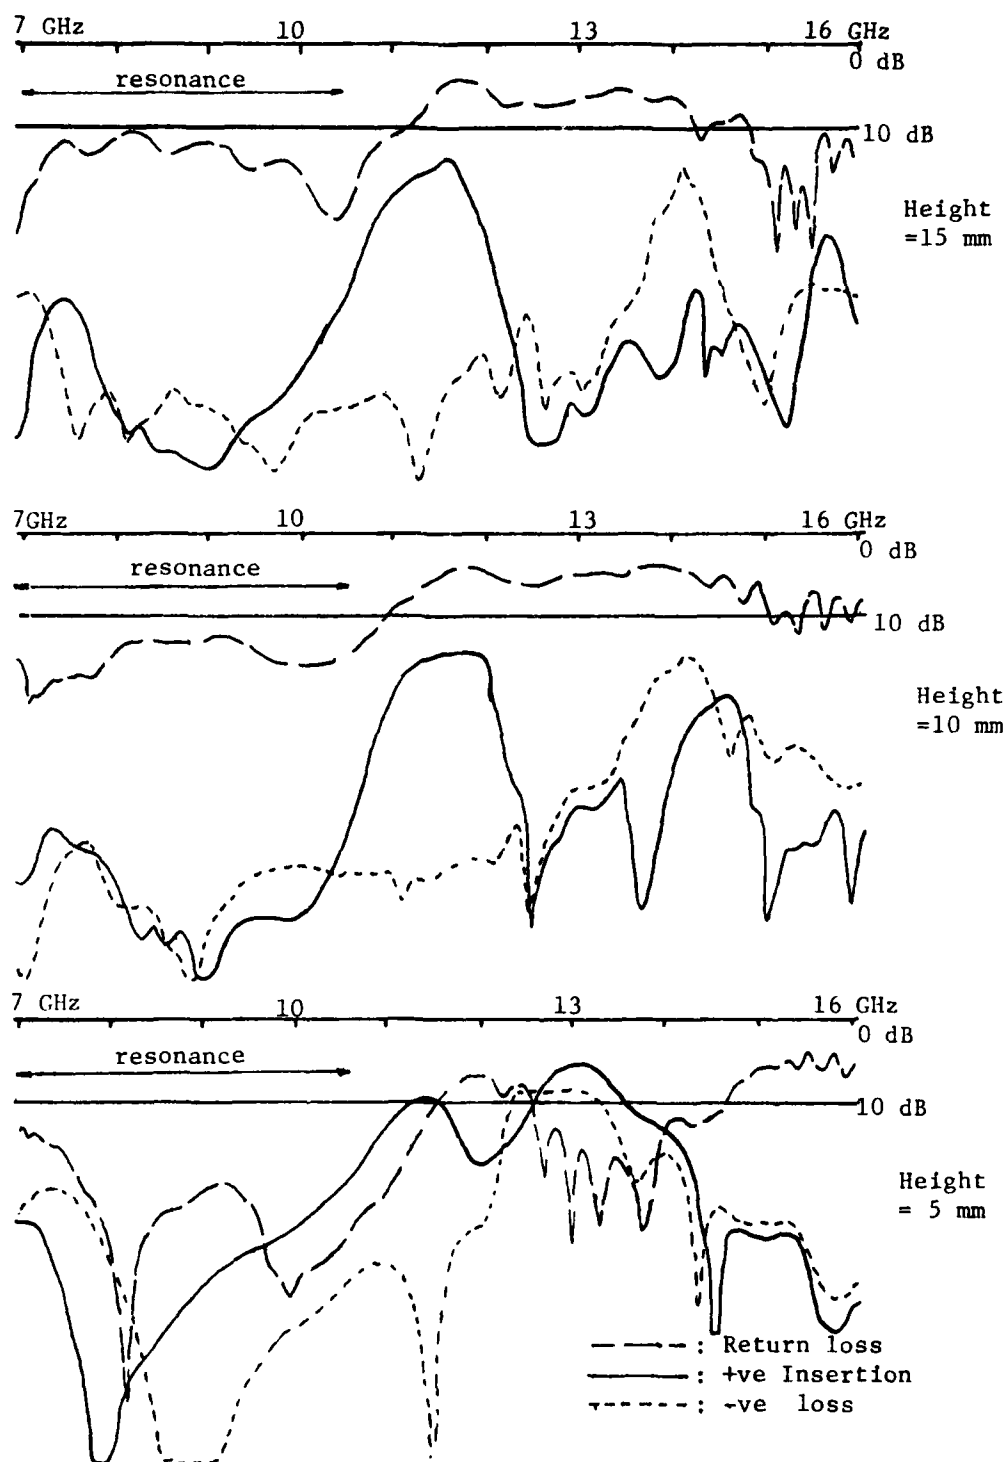 7 GHz 10 13 16 GHz
0 dB
resonance
10 dB
Height
=15 mm
7GHz 10 13 16 GHz
0 dB
resonance
10 dB
Height
=10 mm
7 GHz 10 13 16 GHz
0 dB
resonance
10 dB
Height
= 5 mm
: Return loss
: +ve Insertion
: -ve loss